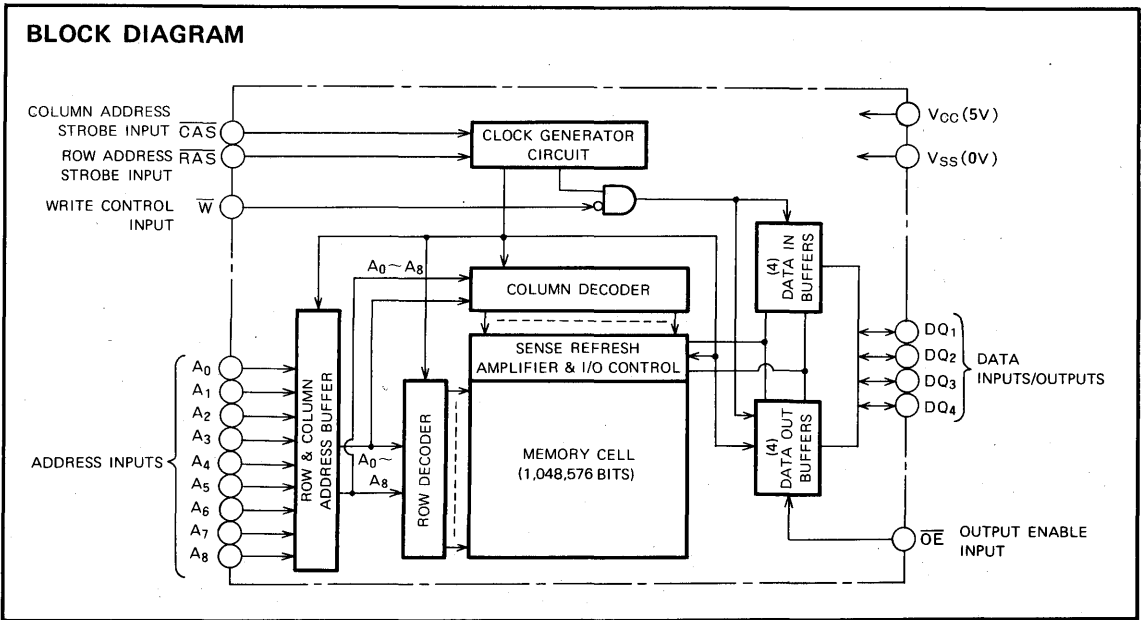 BLOCK DIAGRAM
COLUMN ADDRESS
STROBE INPUT C̅A̅S̅
ROW ADDRESS R̅A̅S̅
STROBE INPUT
WRITE CONTROL W̅
INPUT
CLOCK GENERATOR
CIRCUIT
VCC (5V)
VSS (0V)
A0~A8
COLUMN DECODER
SENSE REFRESH
AMPLIFIER & I/O CONTROL
(4)
DATA IN
BUFFERS
ADDRESS INPUTS
A0
A1
A2
A3
A4
A5
A6
A7
A8
ROW & COLUMN
ADDRESS BUFFER
A0~
A8
ROW DECODER
MEMORY CELL
(1,048,576 BITS)
(4)
DATA OUT
BUFFERS
DQ1
DQ2
DQ3
DQ4
DATA
INPUTS/OUTPUTS
O̅E̅ OUTPUT ENABLE
INPUT